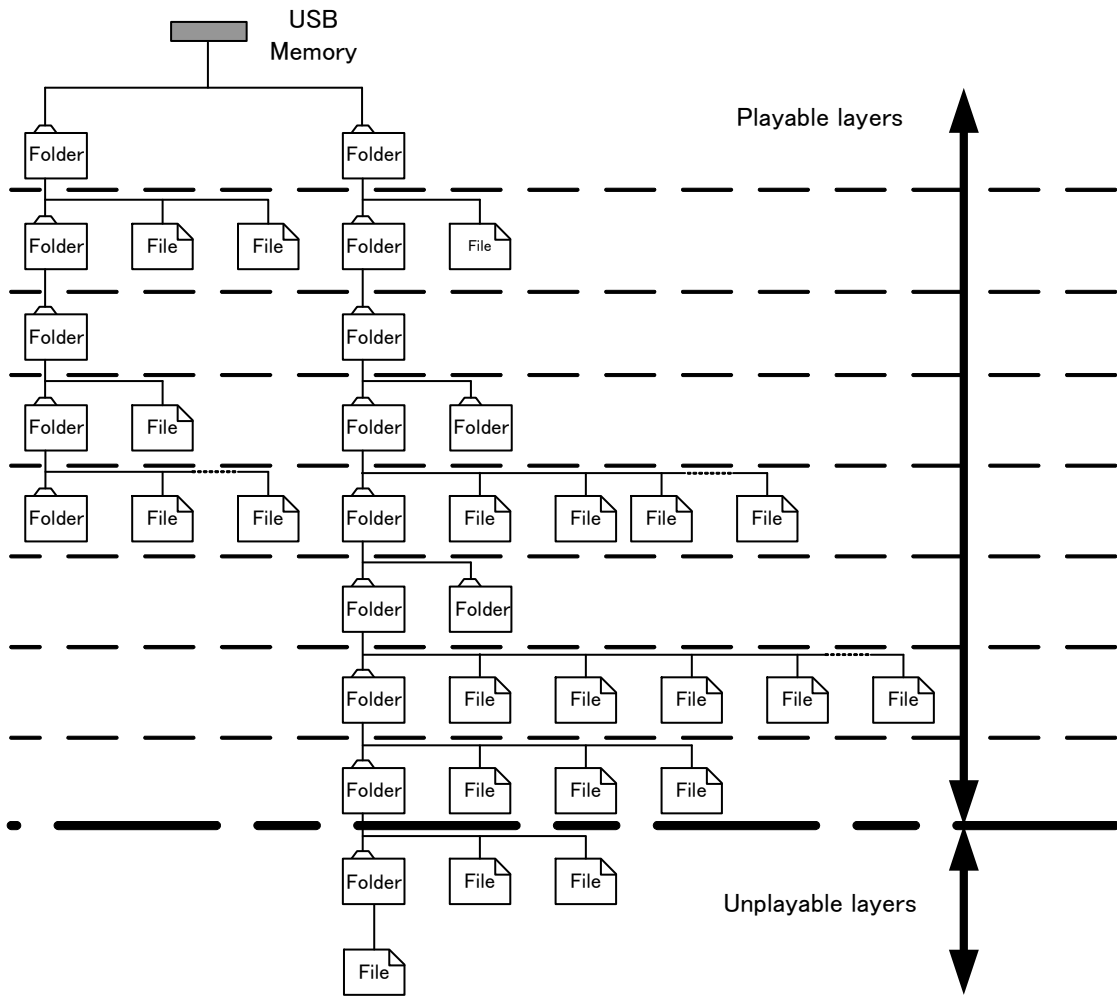 USB
Memory
Playable layers
Folder Folder
Folder File File Folder File
Folder Folder
Folder File Folder Folder
Folder File File Folder File File File File
Folder Folder
Folder File File File File File
Folder File File File
Folder File File
Unplayable layers
File